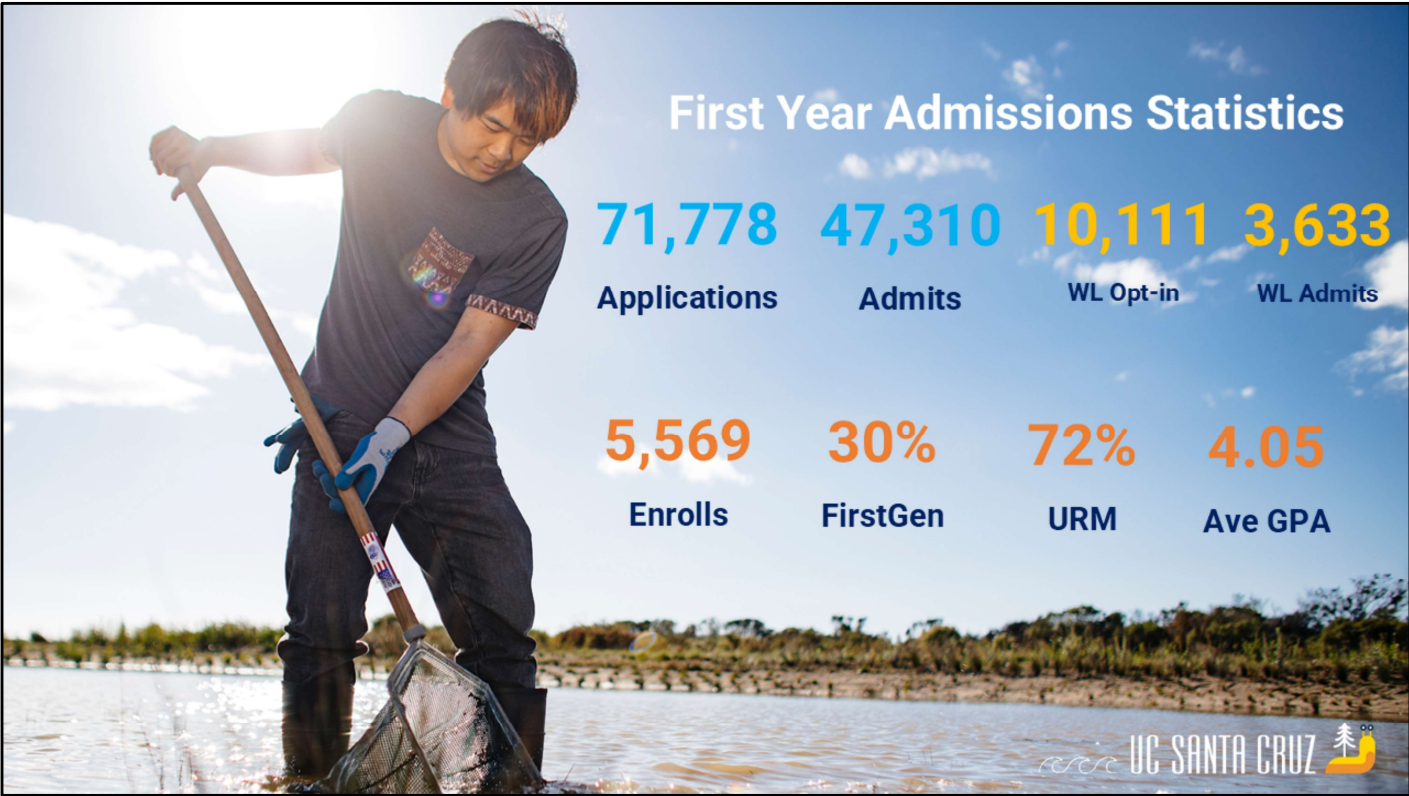 First Year Admissions Statistics
71,778 47,310 10,111 3,633
Applications Admits WL Opt-in WL Admits
5,569 30% 72% 4.05
Enrolls FirstGen URM Ave GPA
UC SANTA CRUZ